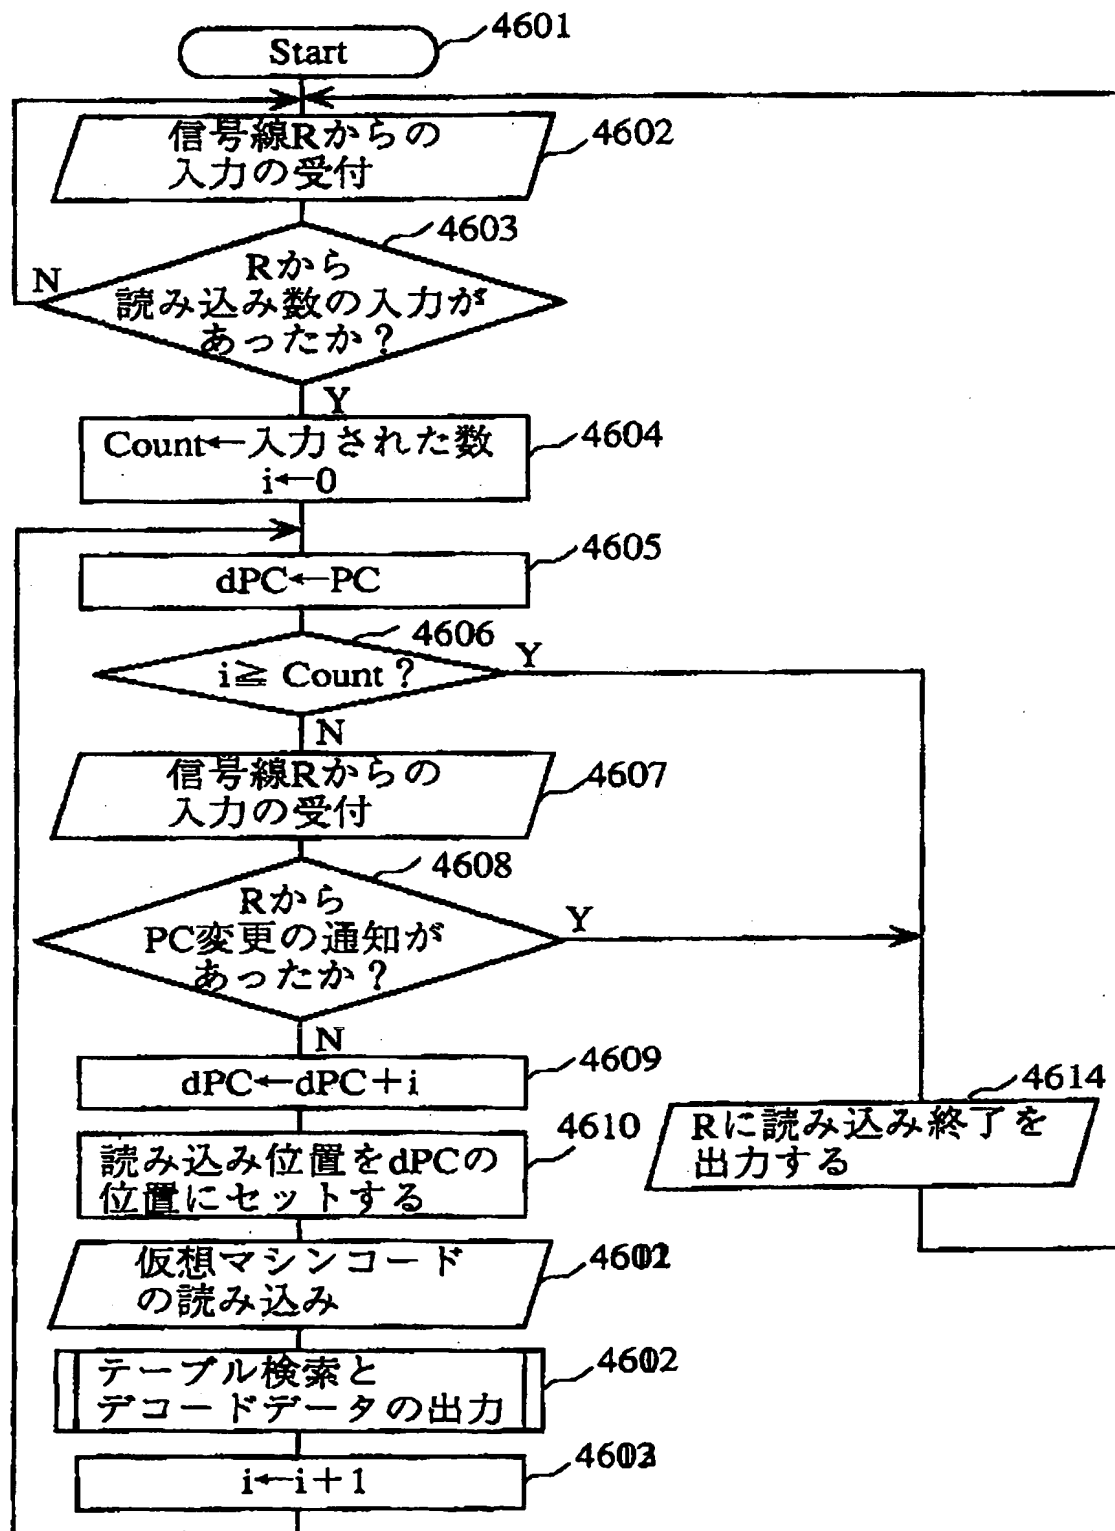 4601
Start
信号線Rからの
入力の受付
4602
4603
Rから
読み込み数の入力が
あったか?
N
Y
Count←入力された数
i←0
4604
4605
dPC←PC
4606
i≧ Count?
Y
N
信号線Rからの
入力の受付
4607
4608
Rから
PC変更の通知が
あったか?
Y
N
dPC←dPC+i
4609
4610
読み込み位置をdPCの
位置にセットする
4614
Rに読み込み終了を
出力する
仮想マシンコード
の読み込み
テーブル検索と
デコードデータの出力
i←i+1